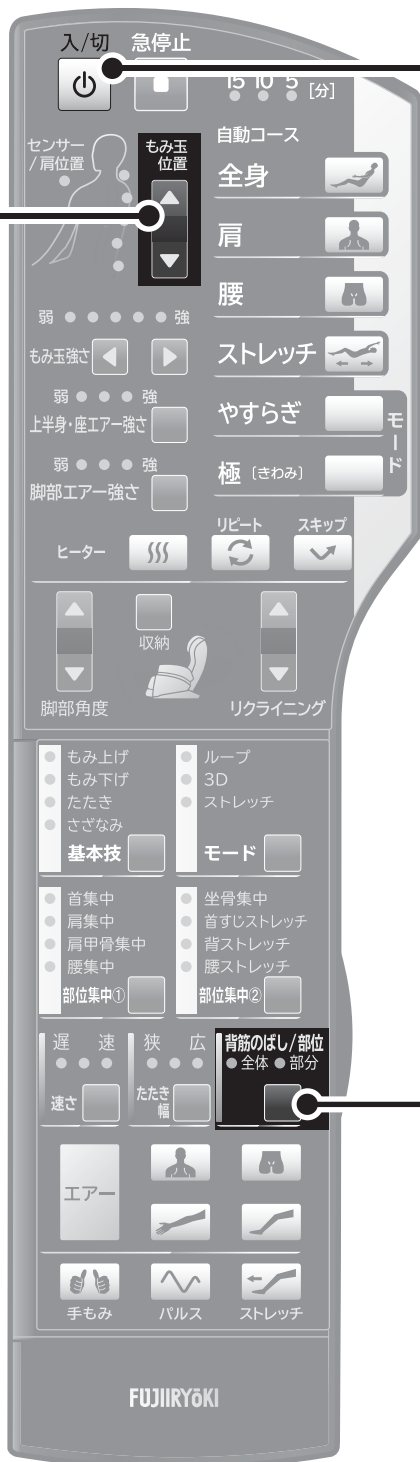 入/切 急停止
15 10 5 [分]
センサー
/肩位置
もみ玉
位置
自動コース
全身
肩
腰
弱 強
もみ玉強さ
ストレッチ
弱 強
上半身・座エアー強さ
やすらぎ
モード
弱 強
脚部エアー強さ
極 [きわみ]
ヒーター
リピート
スキップ
収納
脚部角度
リクライニング
もみ上げ
もみ下げ
たたき
さざなみ
基本技
ループ
3D
ストレッチ
モード
首集中
肩集中
肩甲骨集中
腰集中
部位集中①
坐骨集中
首すじストレッチ
背ストレッチ
腰ストレッチ
部位集中②
遅 速
速さ
狭 広
たたき
幅
背筋のばし/部位
全体 部分
エアー
手もみ
パルス
ストレッチ
FUJIIRYōKI